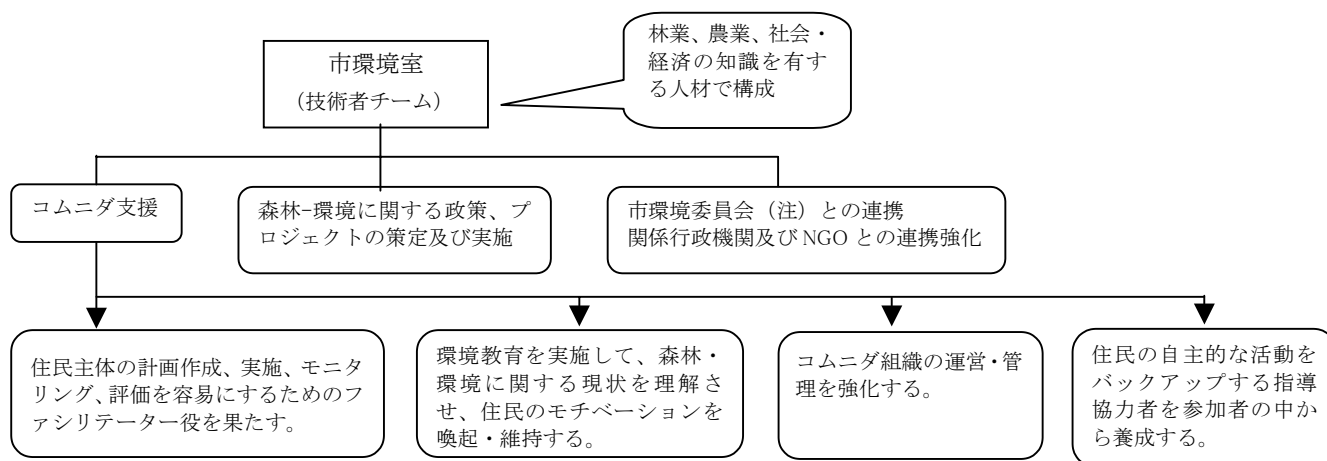 市環境室
（技術者チーム）
林業、農業、社会・
経済の知識を有す
る人材で構成
コムニダ支援
森林−環境に関する政策、プ
ロジェクトの策定及び実施
市環境委員会（注）との連携
関係行政機関及び NGO との連携強化
住民主体の計画作成、実施、モニタ
リング、評価を容易にするためのフ
ァシリテーター役を果たす。
環境教育を実施して、森林・
環境に関する現状を理解さ
せ、住民のモチベーションを
喚起・維持する。
コムニダ組織の運営・管
理を強化する。
住民の自主的な活動を
バックアップする指導
協力者を参加者の中か
ら養成する。